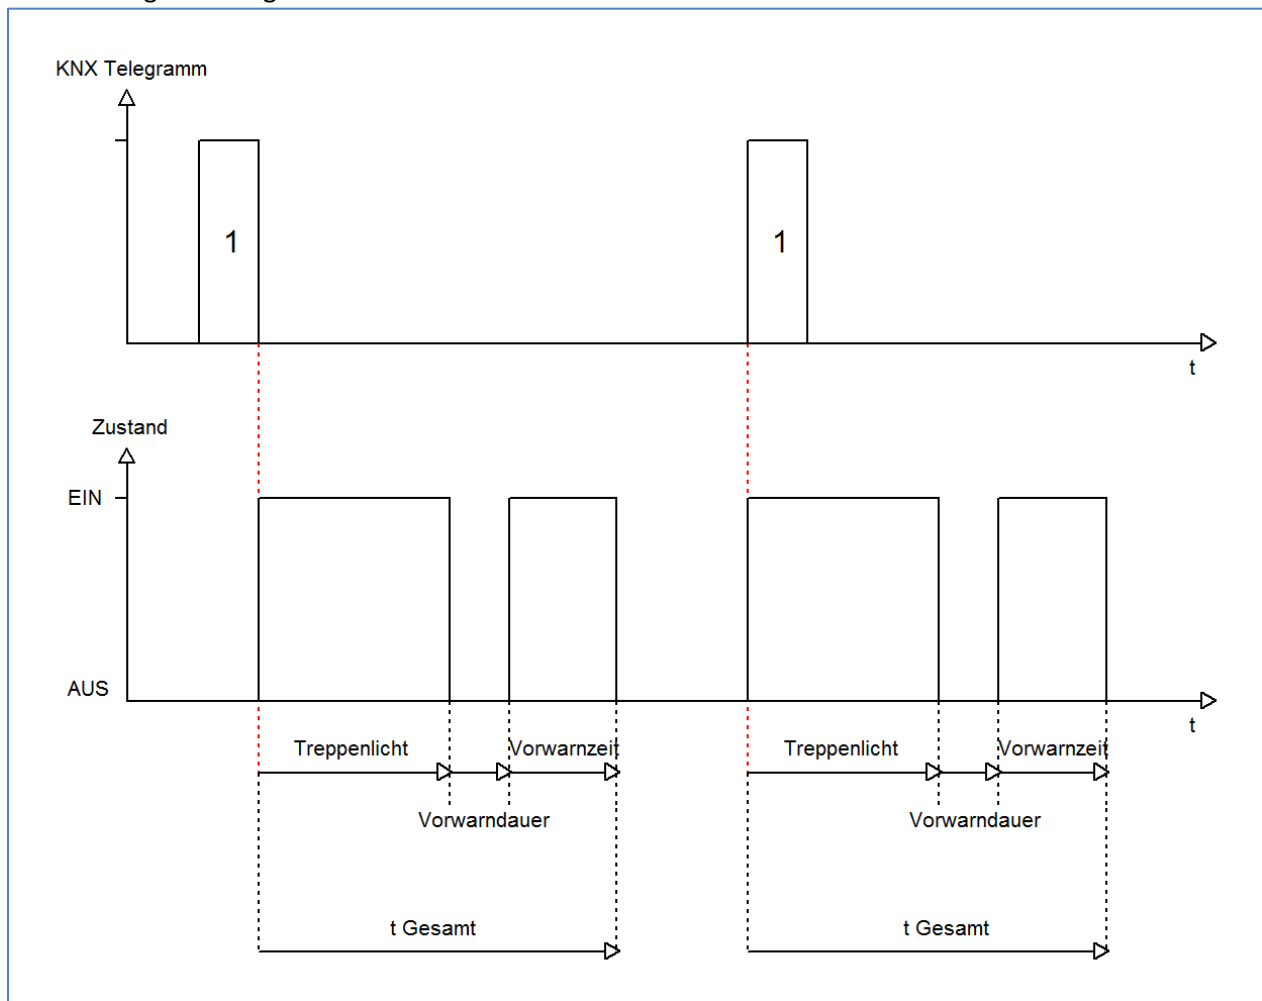 KNX Telegramm
1
1
t
Zustand
EIN
AUS
t
Treppenlicht
Vorwarnzeit
Treppenlicht
Vorwarnzeit
Vorwarndauer
Vorwarndauer
t Gesamt
t Gesamt